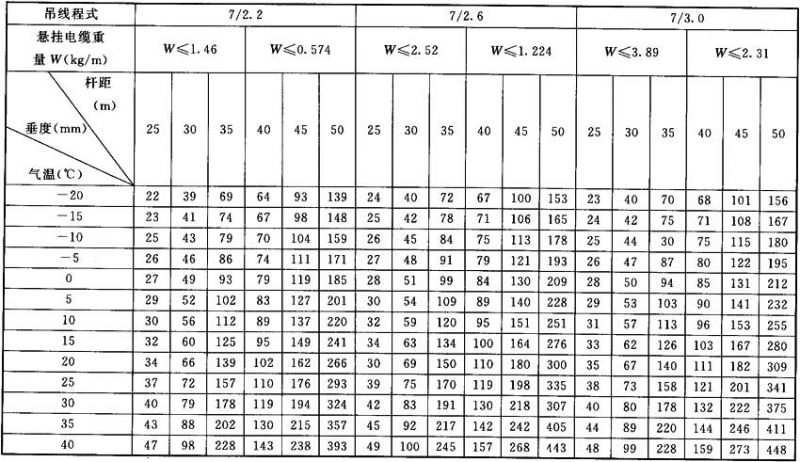 吊线程式 7/2.2 7/2.6 7/3.0
悬挂电缆重
量 W(kg/m) W≤1.46 W≤0.574 W≤2.52 W≤1.224 W≤3.89 W≤2.31
杆距
(m)
垂度(mm)
气温(℃)
25 30 35 40 45 50 25 30 35 40 45 50 25 30 35 40 45 50
−20 22 39 69 64 93 139 24 40 72 67 100 153 23 40 70 68 101 156
−15 23 41 74 67 98 148 25 42 78 71 106 165 24 42 75 71 108 167
−10 25 43 79 70 104 159 26 45 84 75 113 178 25 44 30 75 115 180
−5 26 46 86 74 111 171 27 48 91 79 121 193 26 47 87 80 122 195
0 27 49 93 79 119 185 28 51 99 84 130 209 28 50 94 85 131 212
5 29 52 102 83 127 201 30 54 109 89 140 228 29 53 103 90 141 232
10 30 56 112 89 137 220 32 59 120 95 151 251 31 57 113 96 153 255
15 32 60 125 95 149 241 34 63 134 100 164 276 33 62 126 103 167 280
20 34 66 139 102 162 266 30 69 150 110 180 300 35 67 140 111 182 309
25 37 72 157 110 176 293 39 75 170 119 198 335 38 73 158 121 201 341
30 40 79 178 119 194 324 42 83 191 130 218 307 40 80 178 132 222 375
35 43 88 202 130 215 357 45 92 217 142 242 405 44 89 220 144 246 411
40 47 98 228 143 238 393 49 100 245 157 268 443 48 99 228 159 273 448